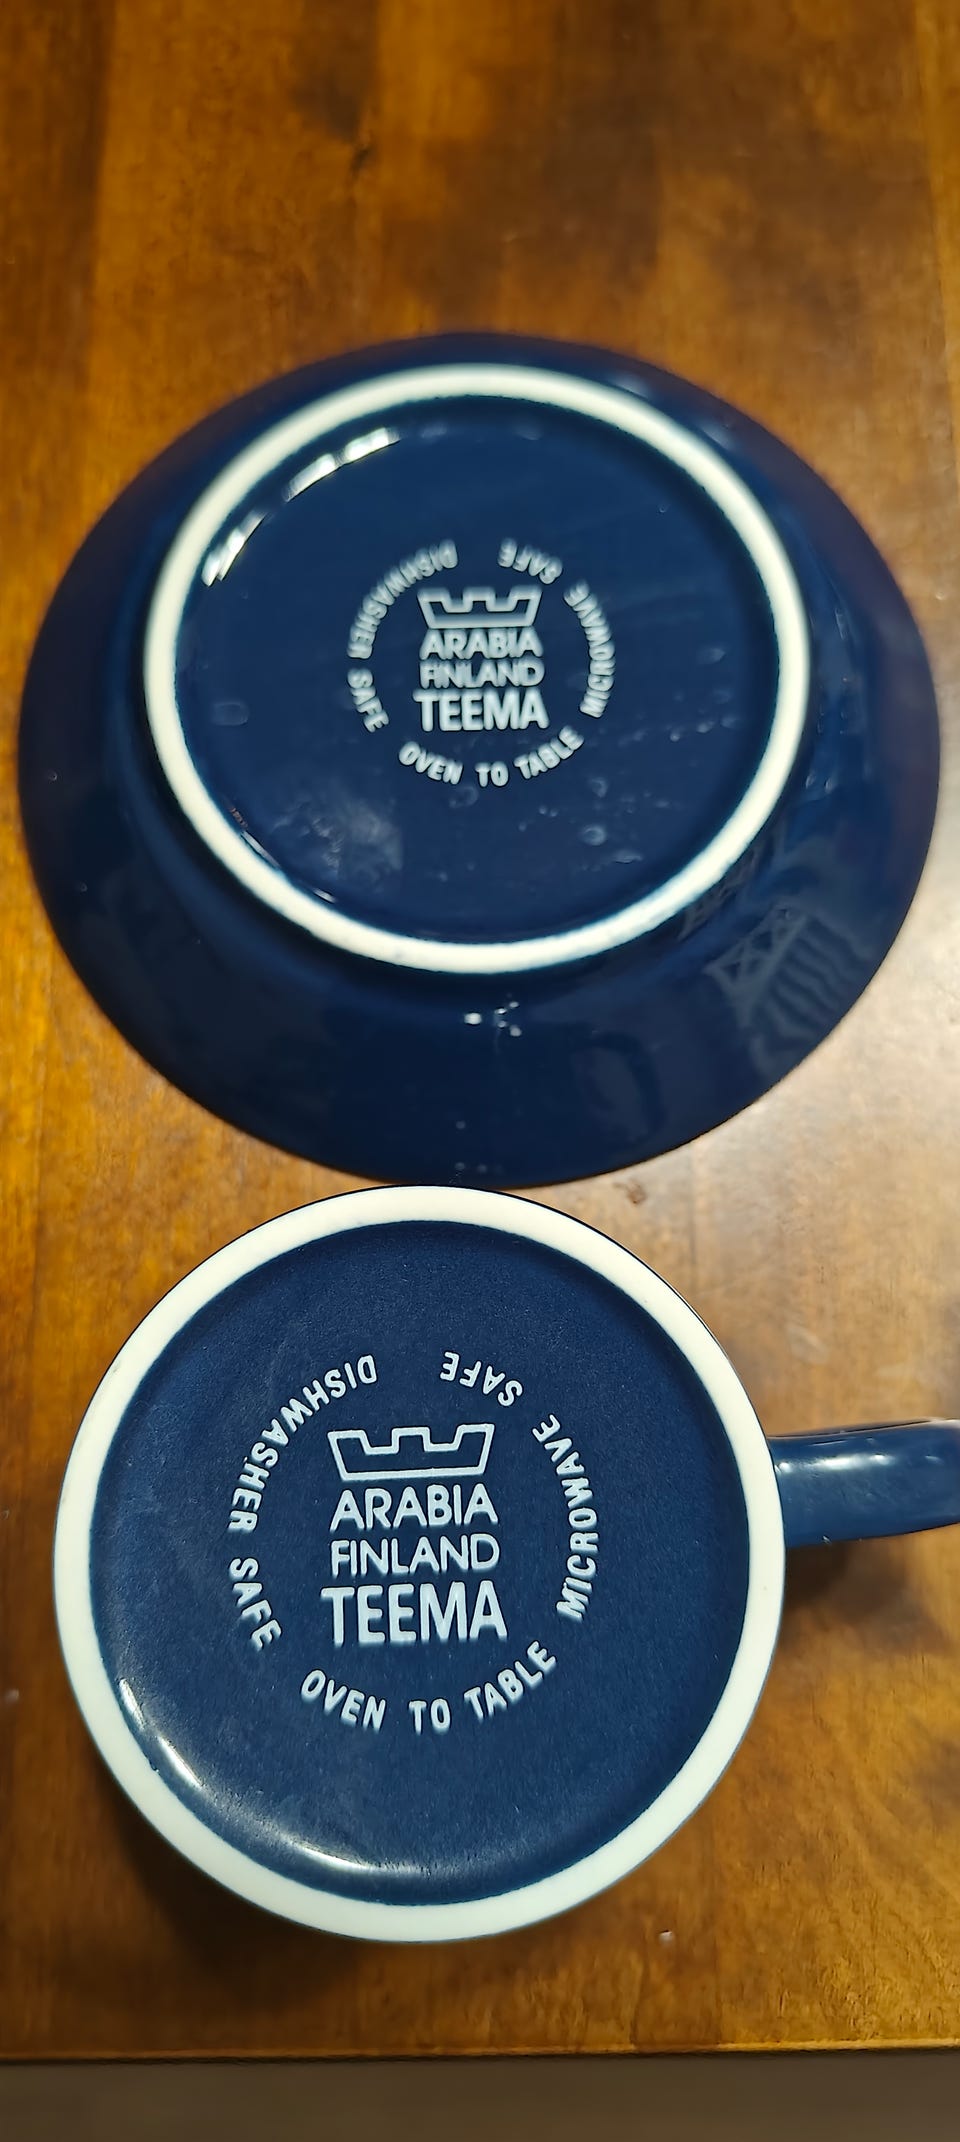 ARABIA
FINLAND
TEEMA
DISHWASHER SAFE
OVEN TO TABLE
MICROWAVE SAFE
ARABIA
FINLAND
TEEMA
DISHWASHER SAFE
OVEN TO TABLE
MICROWAVE SAFE